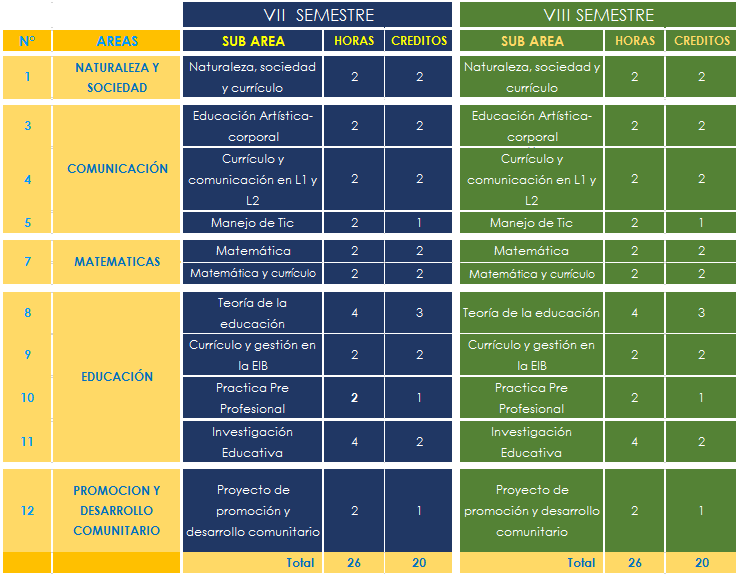 VII SEMESTRE VIII SEMESTRE
N° AREAS SUB AREA HORAS CREDITOS SUB AREA HORAS CREDITOS
1 NATURALEZA Y SOCIEDAD Naturaleza, sociedad y currículo 2 2 Naturaleza, sociedad y currículo 2 2
COMUNICACIÓN
3 Educación Artística-corporal 2 2 Educación Artística-corporal 2 2
4 Currículo y comunicación en L1 y L2 2 2 Currículo y comunicación en L1 y L2 2 2
5 Manejo de Tic 2 1 Manejo de Tic 2 1
7 MATEMATICAS Matemática 2 2 Matemática 2 2
Matemática y currículo 2 2 Matemática y currículo 2 2
EDUCACIÓN
8 Teoría de la educación 4 3 Teoría de la educación 4 3
9 Currículo y gestión en la EIB 2 2 Currículo y gestión en la EIB 2 2
10 Practica Pre Profesional 2 1 Practica Pre Profesional 2 1
11 Investigación Educativa 4 2 Investigación Educativa 4 2
12 PROMOCION Y DESARROLLO COMUNITARIO Proyecto de promoción y desarrollo comunitario 2 1 Proyecto de promoción y desarrollo comunitario 2 1
Total 26 20 Total 26 20